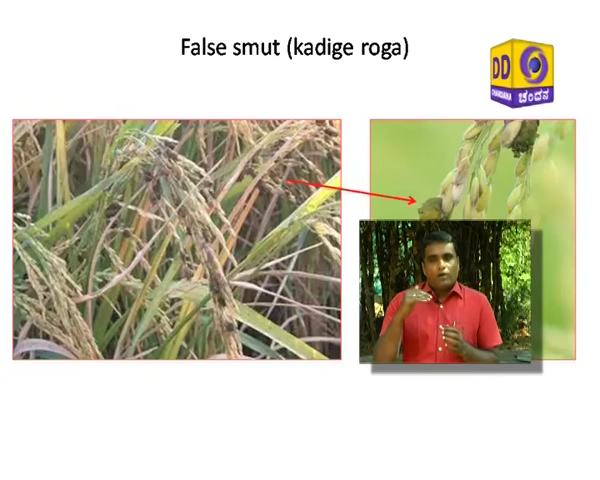 False smut (kadige roga)
DD
CHANDANA
ಚಂದನ